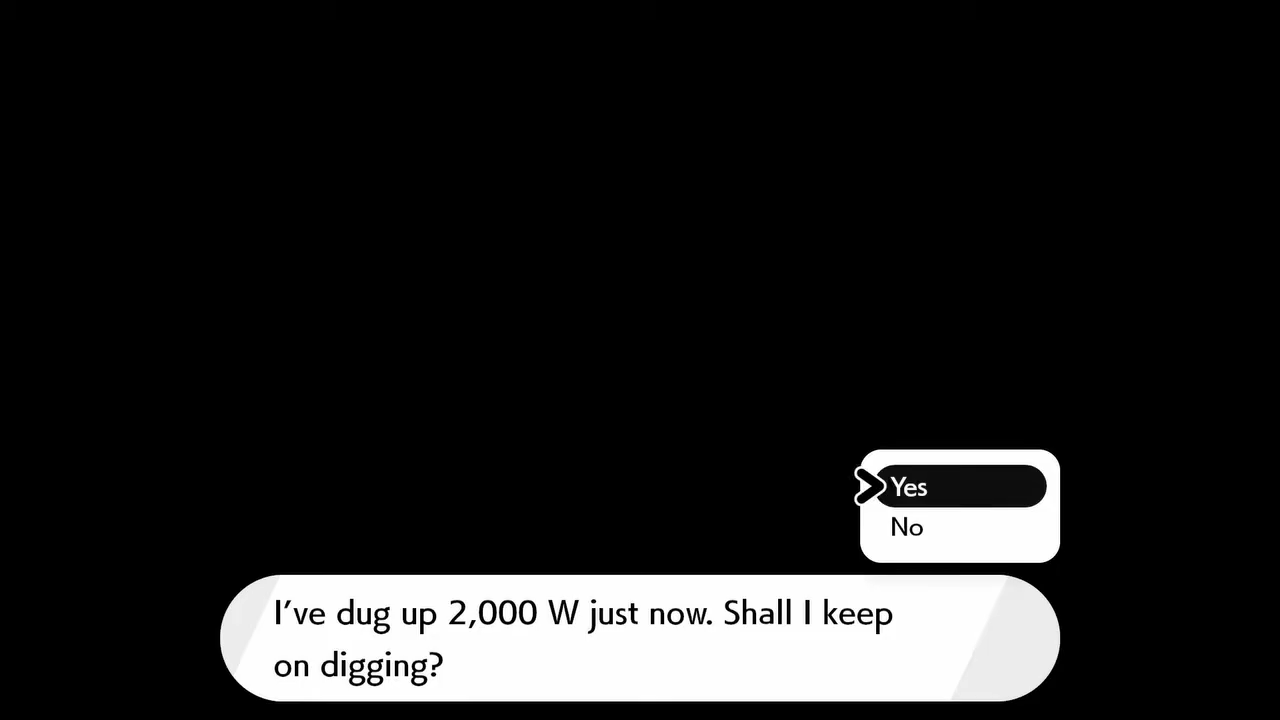 Yes
No
I've dug up 2,000 W just now. Shall I keep
on digging?